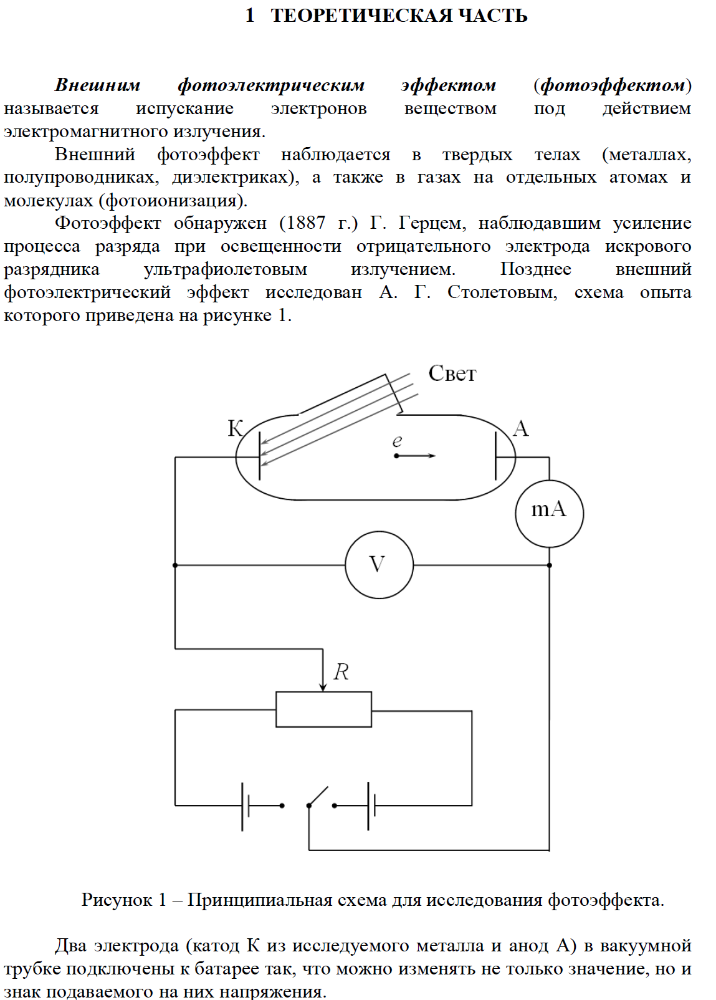 1 ТЕОРЕТИЧЕСКАЯ ЧАСТЬ
Внешним фотоэлектрическим эффектом (фотоэффектом)
называется испускание электронов веществом под действием
электромагнитного излучения.
Внешний фотоэффект наблюдается в твердых телах (металлах,
полупроводниках, диэлектриках), а также в газах на отдельных атомах и
молекулах (фотоионизация).
Фотоэффект обнаружен (1887 г.) Г. Герцем, наблюдавшим усиление
процесса разряда при освещенности отрицательного электрода искрового
разрядника ультрафиолетовым излучением. Позднее внешний
фотоэлектрический эффект исследован А. Г. Столетовым, схема опыта
которого приведена на рисунке 1.
Свет
К
А
e
mA
V
R
Рисунок 1 – Принципиальная схема для исследования фотоэффекта.
Два электрода (катод К из исследуемого металла и анод А) в вакуумной
трубке подключены к батарее так, что можно изменять не только значение, но и
знак подаваемого на них напряжения.